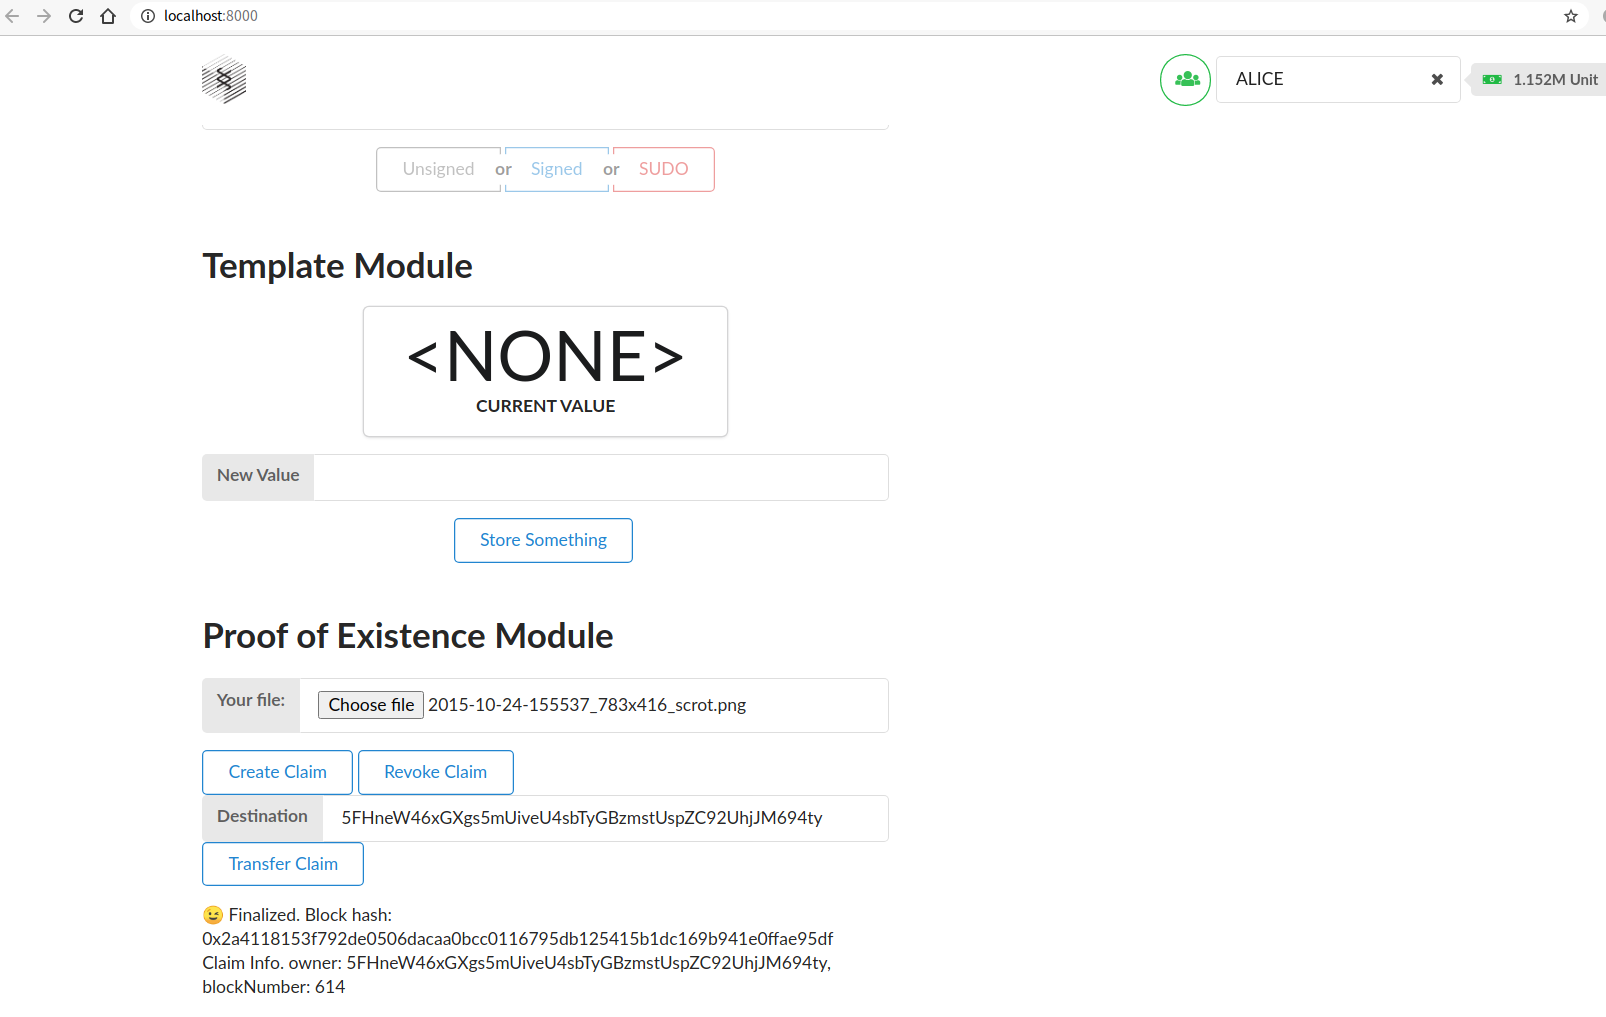 localhost:8000
ALICE
1.152M Unit
Unsigned or Signed or SUDO
Template Module
<NONE>
CURRENT VALUE
New Value
Store Something
Proof of Existence Module
Your file: Choose file 2015-10-24-155537_783x416_scrot.png
Create Claim Revoke Claim
Destination 5FHneW46xGXgs5mUiveU4sbTyGBzmstUspZC92UhjJM694ty
Transfer Claim
😉 Finalized. Block hash:
0x2a4118153f792de0506dacaa0bcc0116795db125415b1dc169b941e0ffae95df
Claim Info. owner: 5FHneW46xGXgs5mUiveU4sbTyGBzmstUspZC92UhjJM694ty,
blockNumber: 614